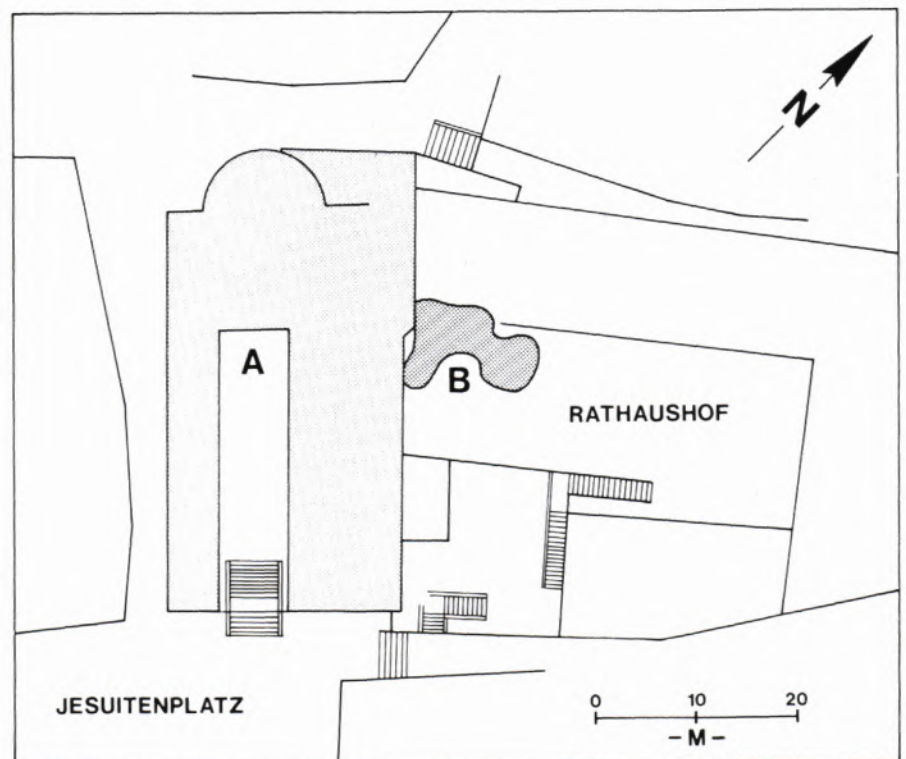 N
A
B
RATHAUSHOF
JESUITENPLATZ
0 10 20
– M –